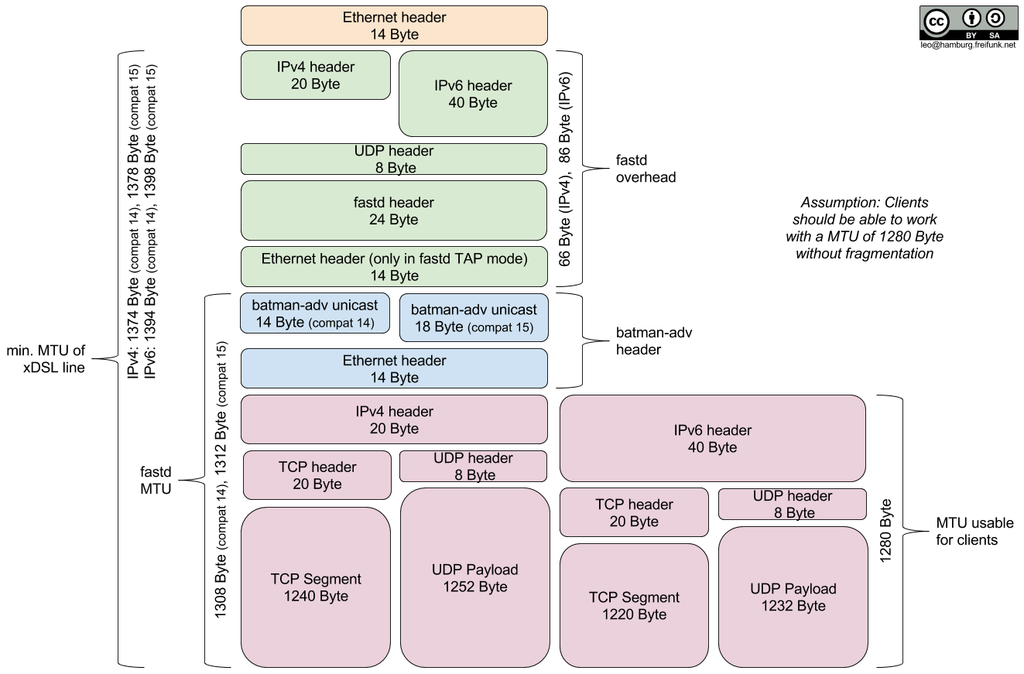 Ethernet header
14 Byte
cc
BY SA
leo@hamburg.freifunk.net
IPv4 header
20 Byte
IPv6 header
40 Byte
UDP header
8 Byte
fastd header
24 Byte
Ethernet header (only in fastd TAP mode)
14 Byte
66 Byte (IPv4), 86 Byte (IPv6)
fastd
overhead
Assumption: Clients
should be able to work
with a MTU of 1280 Byte
without fragmentation
min. MTU of
xDSL line
IPv4: 1374 Byte (compat 14), 1378 Byte (compat 15)
IPv6: 1394 Byte (compat 14), 1398 Byte (compat 15)
batman-adv unicast
14 Byte (compat 14)
batman-adv unicast
18 Byte (compat 15)
Ethernet header
14 Byte
batman-adv
header
fastd
MTU
1308 Byte (compat 14), 1312 Byte (compat 15)
IPv4 header
20 Byte
TCP header
20 Byte
UDP header
8 Byte
TCP Segment
1240 Byte
UDP Payload
1252 Byte
IPv6 header
40 Byte
TCP header
20 Byte
UDP header
8 Byte
TCP Segment
1220 Byte
UDP Payload
1232 Byte
1280 Byte
MTU usable
for clients